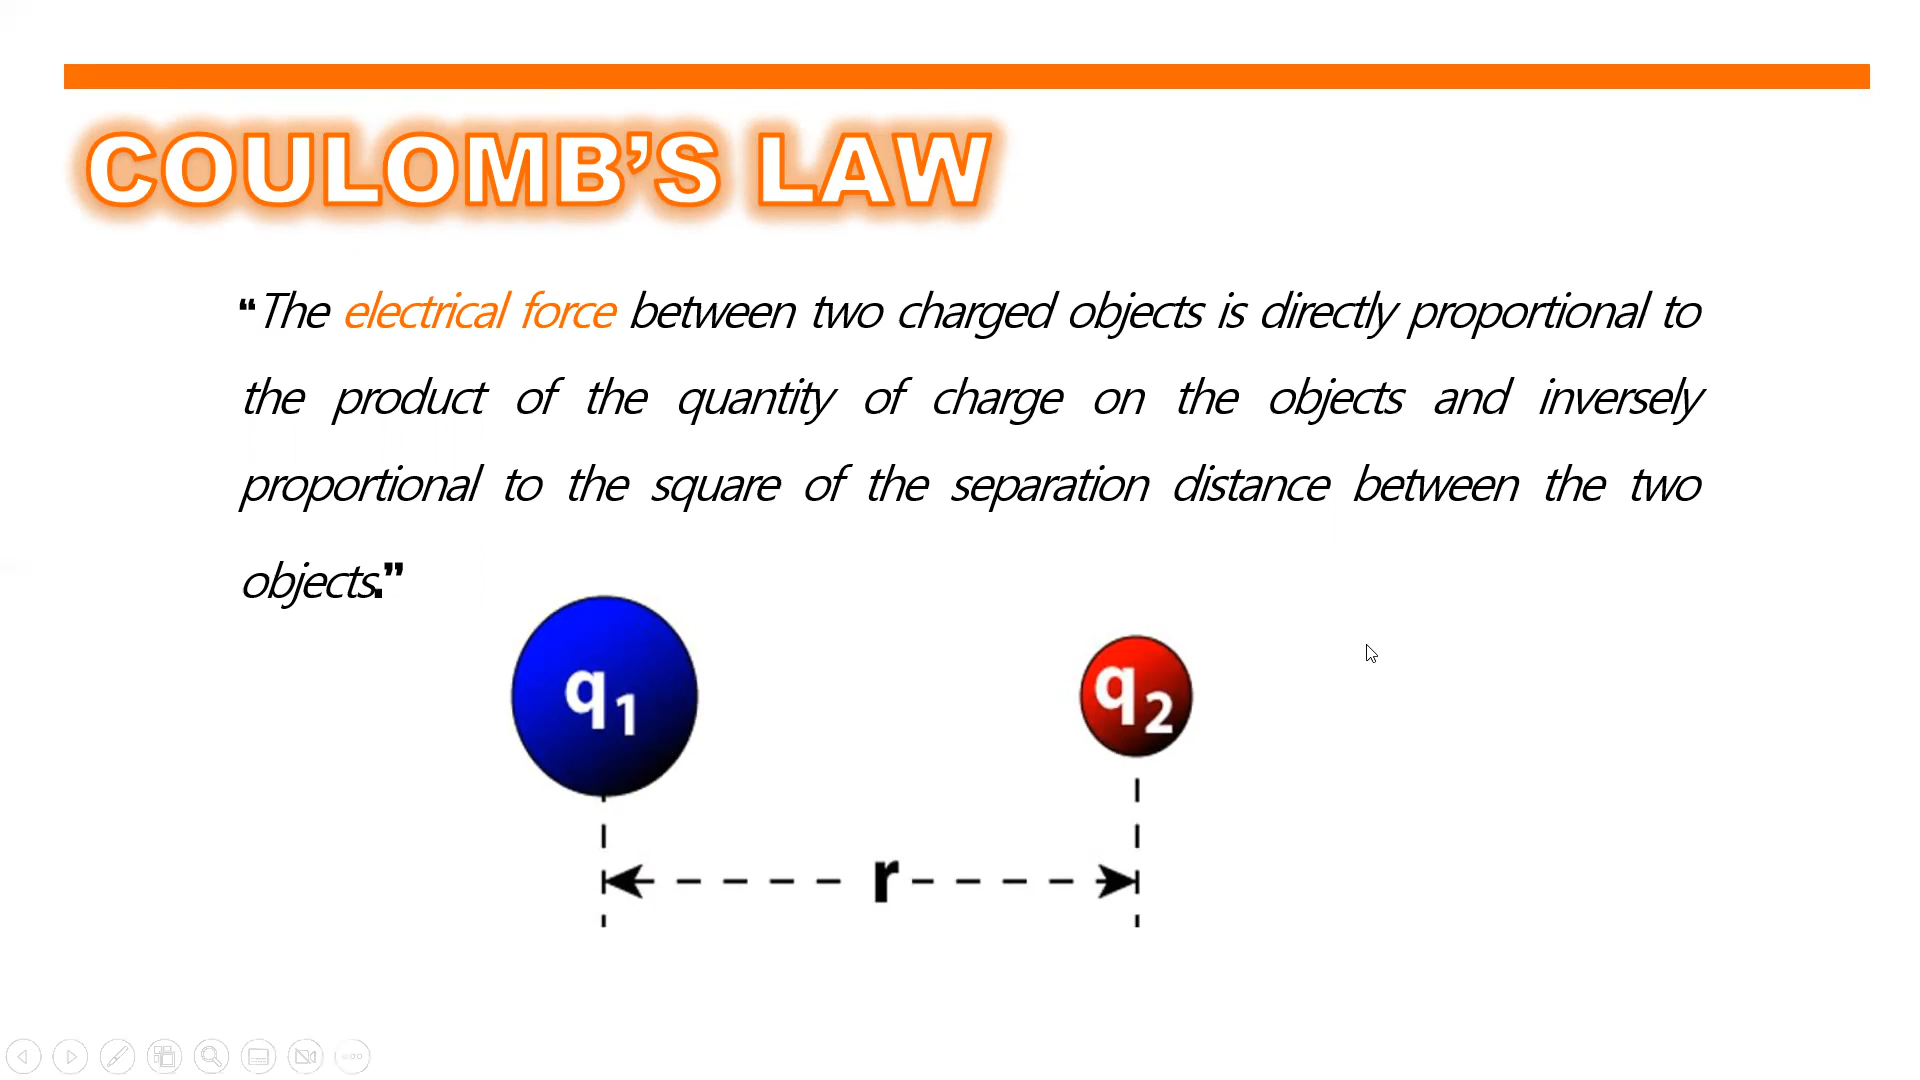 COULOMB’S LAW
“The electrical force between two charged objects is directly proportional to
the product of the quantity of charge on the objects and inversely
proportional to the square of the separation distance between the two
objects.”
q1
q2
r